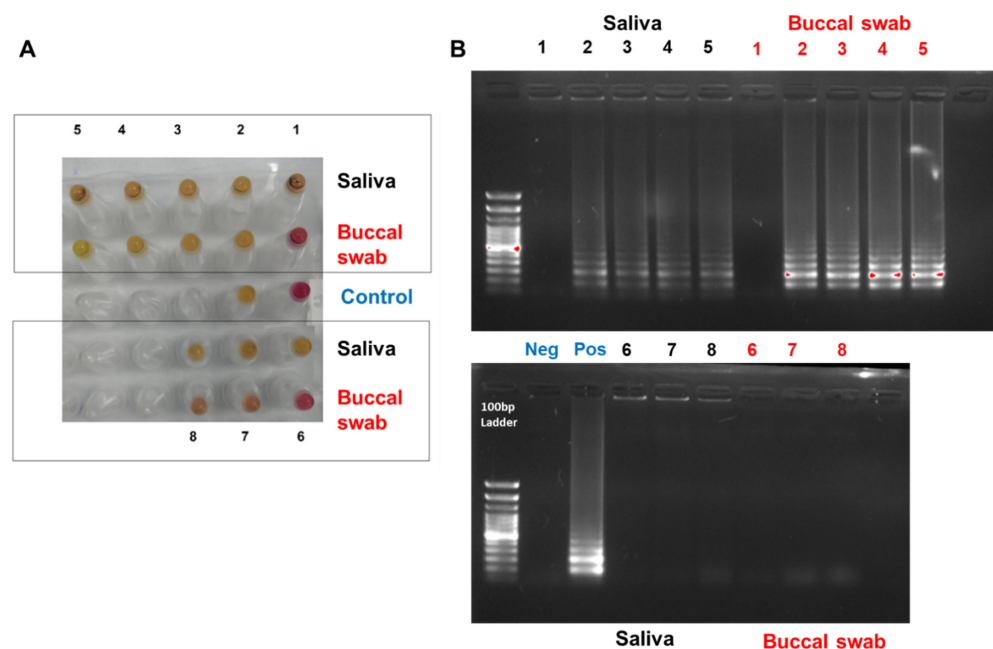 A
5 4 3 2 1
Saliva
Buccal
swab
Control
Saliva
Buccal
swab
8 7 6
B
Saliva Buccal swab
1 2 3 4 5 1 2 3 4 5
Neg Pos 6 7 8 6 7 8
100bp
Ladder
Saliva Buccal swab